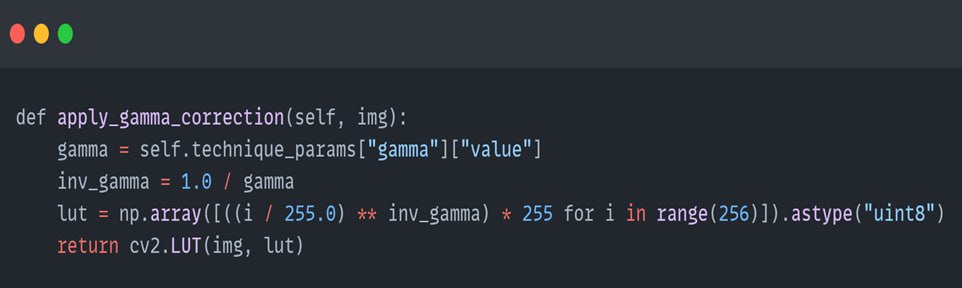 def apply_gamma_correction(self, img):
    gamma = self.technique_params["gamma"]["value"]
    inv_gamma = 1.0 / gamma
    lut = np.array([((i / 255.0) ** inv_gamma) * 255 for i in range(256)]).astype("uint8")
    return cv2.LUT(img, lut)